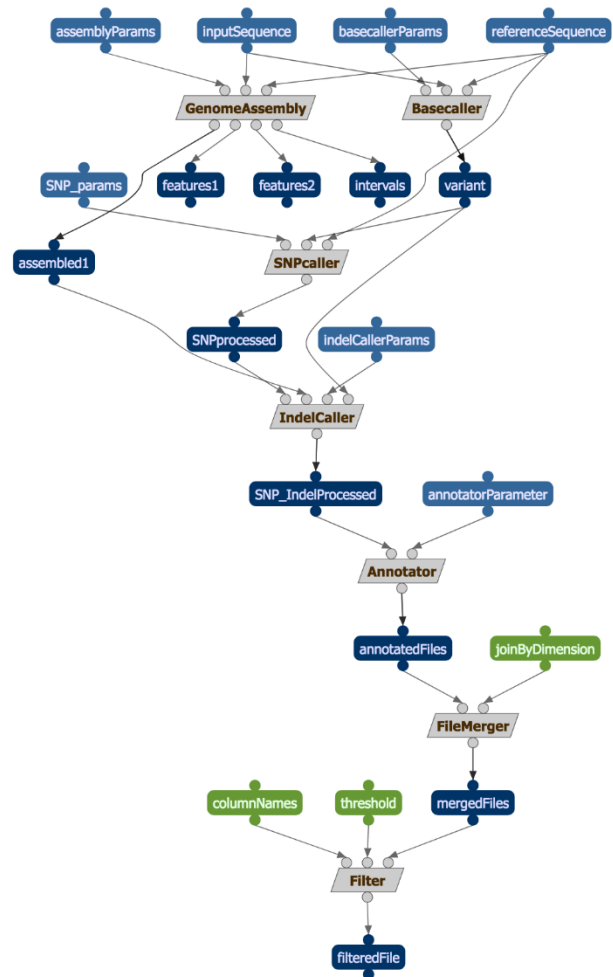 assemblyParams
inputSequence
basecallerParams
referenceSequence
GenomeAssembly
Basecaller
SNP_params
features1
features2
intervals
variant
assembled1
SNPcaller
SNPprocessed
indelCallerParams
IndelCaller
SNP_IndelProcessed
annotatorParameter
Annotator
annotatedFiles
joinByDimension
FileMerger
columnNames
threshold
mergedFiles
Filter
filteredFile